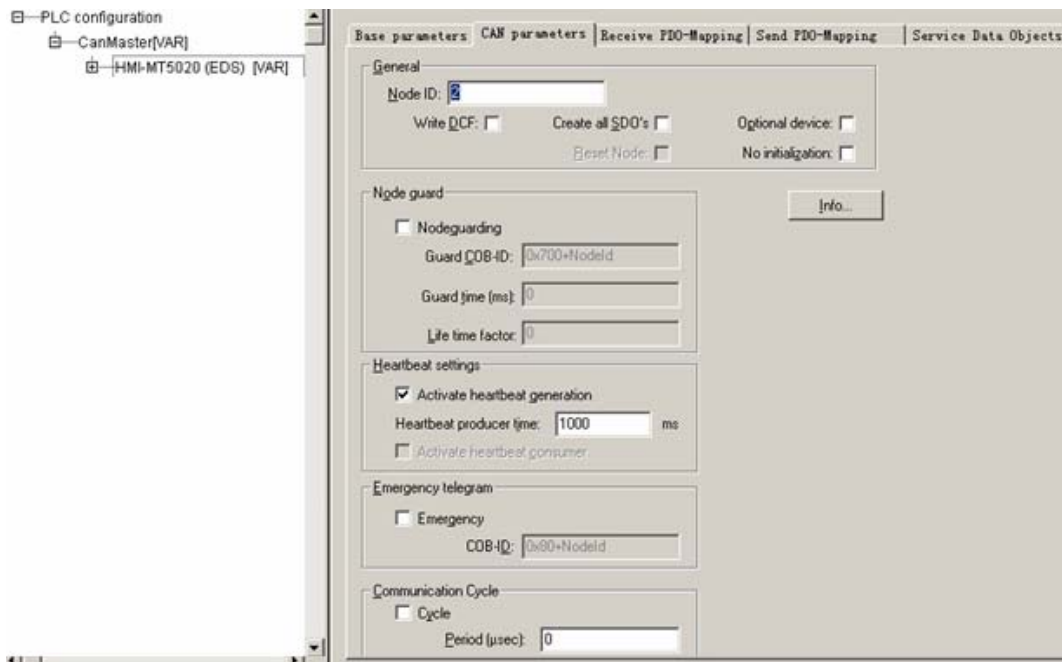 PLC configuration
CanMaster[VAR]
HMI-MT5020 (EDS) [VAR]
Base parameters
CAN parameters
Receive PDO-Mapping
Send PDO-Mapping
Service Data Objects
General
Node ID: 2
Write DCF:
Create all SDO's
Optional device:
Reset Node:
No initialization:
Node guard
Info...
Nodeguarding
Guard COB-ID: 0x700+NodeId
Guard time (ms): 0
Life time factor: 0
Heartbeat settings
Activate heartbeat generation
Heartbeat producer time: 1000 ms
Activate heartbeat consumer
Emergency telegram
Emergency
COB-ID: 0x80+NodeId
Communication Cycle
Cycle
Period (µsec): 0